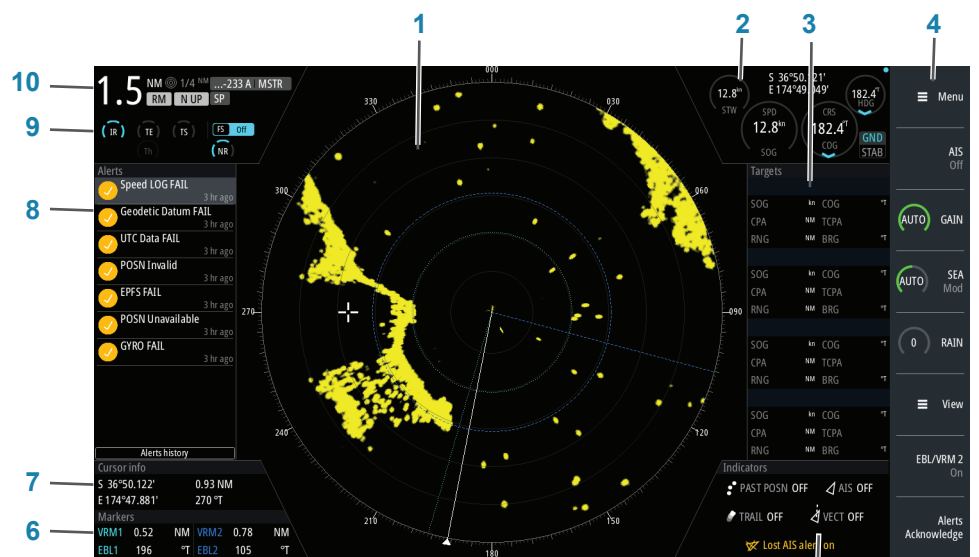 1
2
3
4
10
1.5 NM 1/4 NM ...-233 A MSTR
RM N UP SP
9
IR TE TS FS Off
Th NR
Alerts
Speed LOG FAIL
3 hr ago
8
Geodetic Datum FAIL
3 hr ago
UTC Data FAIL
3 hr ago
POSN Invalid
3 hr ago
EPFS FAIL
3 hr ago
POSN Unavailable
3 hr ago
GYRO FAIL
3 hr ago
Alerts history
7
Cursor info
S 36°50.122' 0.93 NM
E 174°47.881' 270 °T
6
Markers
VRM1 0.52 NM VRM2 0.78 NM
EBL1 196 °T EBL2 105 °T
000
030
060
090
120
150
180
210
240
270
300
330
12.8 kn
STW
S 36°50.121'
E 174°49.049'
SPD
12.8 kn
SOG
CRS
182.4 °T
COG
182.4 °T
HDG
GND
STAB
Targets
SOG kn COG °T
CPA NM TCPA
RNG NM BRG °T
SOG kn COG °T
CPA NM TCPA
RNG NM BRG °T
SOG kn COG °T
CPA NM TCPA
RNG NM BRG °T
SOG kn COG °T
CPA NM TCPA
RNG NM BRG °T
Indicators
PAST POSN OFF AIS OFF
TRAIL OFF VECT OFF
Lost AIS alert on
Menu
AIS
Off
AUTO GAIN
AUTO SEA
Mod
0 RAIN
View
EBL/VRM 2
On
Alerts
Acknowledge